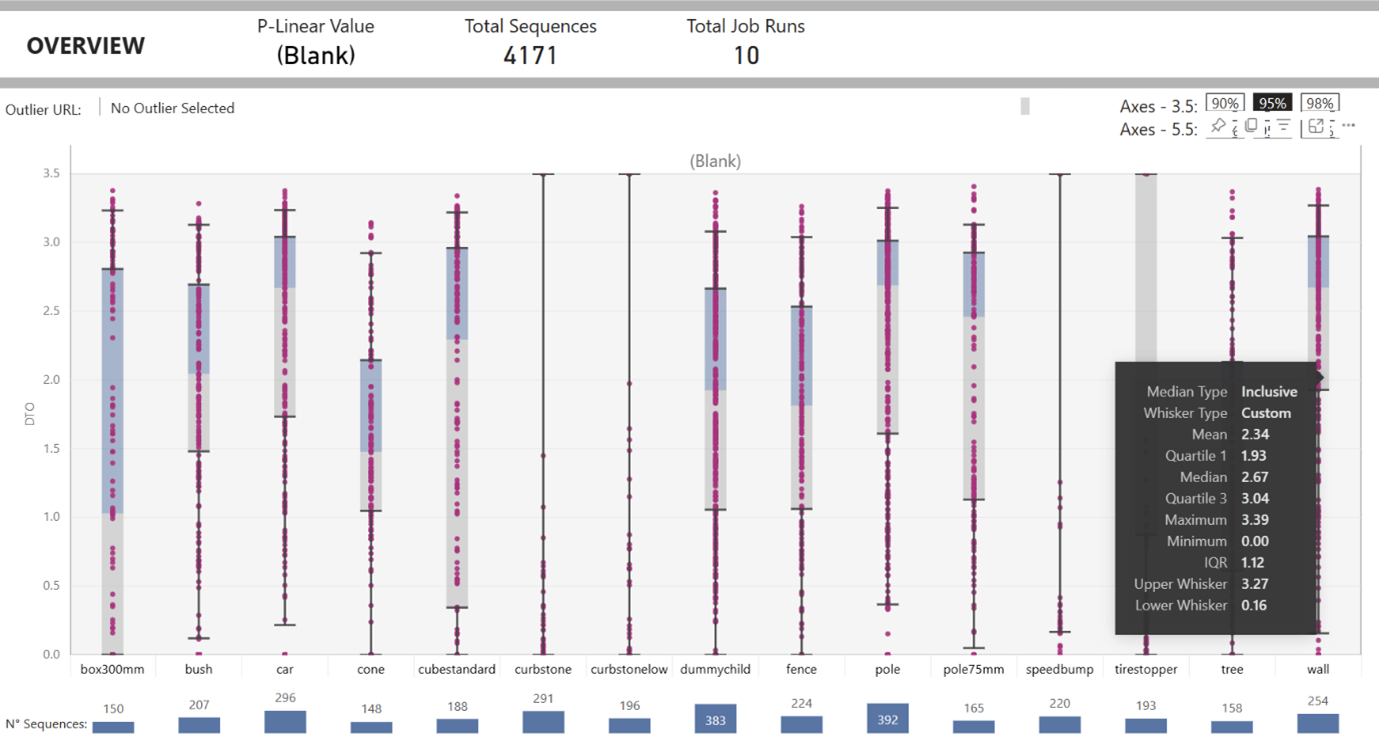 OVERVIEW
P-Linear Value
(Blank)
Total Sequences
4171
Total Job Runs
10
Outlier URL:
No Outlier Selected
Axes - 3.5: 90% 95% 98%
Axes - 5.5:
(Blank)
3.5
3.0
2.5
2.0
1.5
1.0
0.5
0.0
DTO
Median Type Inclusive
Whisker Type Custom
Mean 2.34
Quartile 1 1.93
Median 2.67
Quartile 3 3.04
Maximum 3.39
Minimum 0.00
IQR 1.12
Upper Whisker 3.27
Lower Whisker 0.16
box300mm bush car cone cubestandard curbstone curbstonelow dummychild fence pole pole75mm speedbump tirestopper tree wall
N° Sequences: 150 207 296 148 188 291 196 383 224 392 165 220 193 158 254